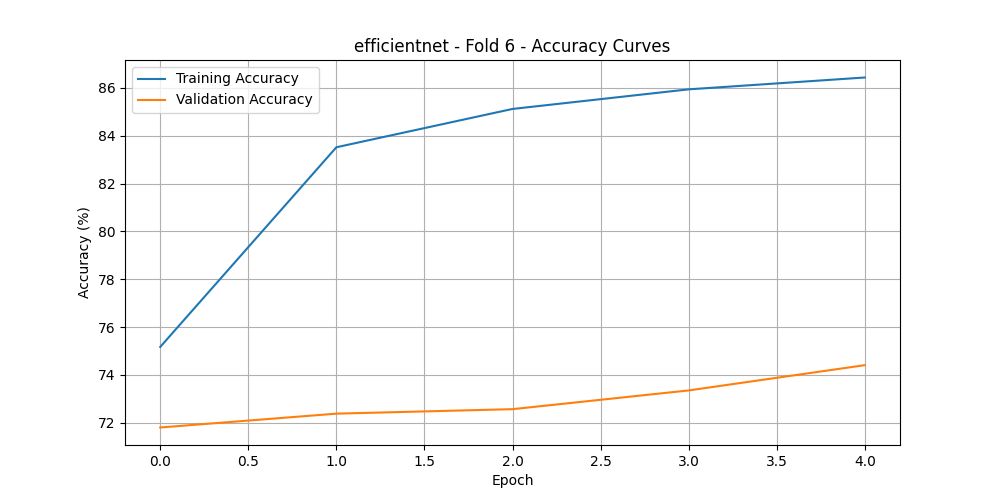 efficientnet - Fold 6 - Accuracy Curves
Training Accuracy
Validation Accuracy
Accuracy (%)
86
84
82
80
78
76
74
72
0.0 0.5 1.0 1.5 2.0 2.5 3.0 3.5 4.0
Epoch